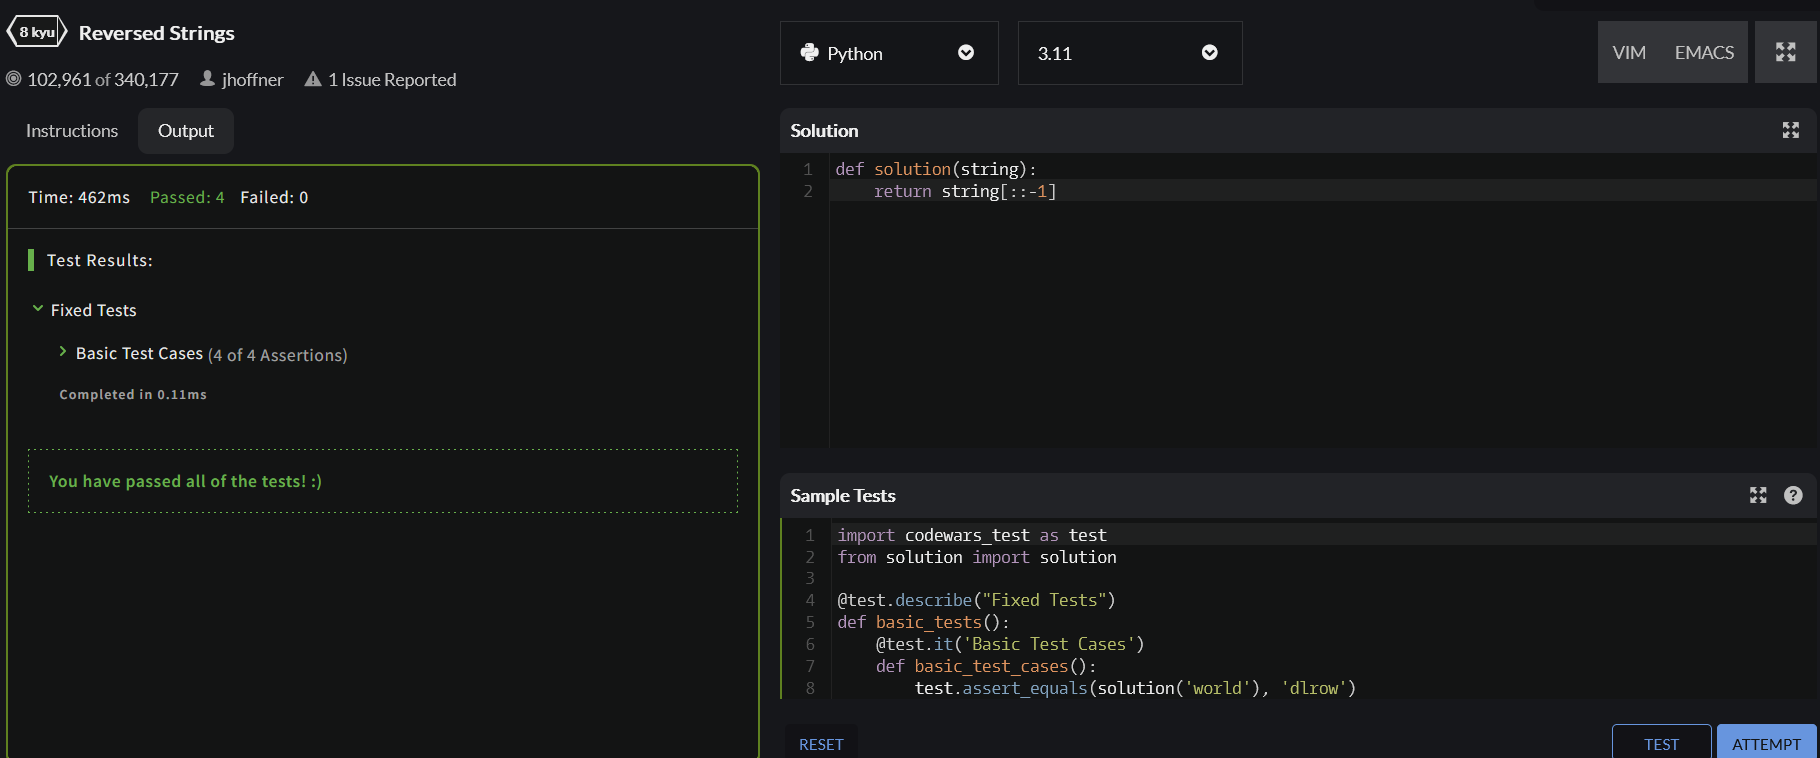 8 kyu Reversed Strings
102,961 of 340,177 jhoffner 1 Issue Reported
Instructions Output
Time: 462ms Passed: 4 Failed: 0
Test Results:
Fixed Tests
Basic Test Cases (4 of 4 Assertions)
Completed in 0.11ms
You have passed all of the tests! :)
Python 3.11 VIM EMACS
Solution
1 def solution(string):
2 return string[::-1]
Sample Tests ?
1 import codewars_test as test
2 from solution import solution
3
4 @test.describe("Fixed Tests")
5 def basic_tests():
6 @test.it('Basic Test Cases')
7 def basic_test_cases():
8 test.assert_equals(solution('world'), 'dlrow')
RESET TEST ATTEMPT